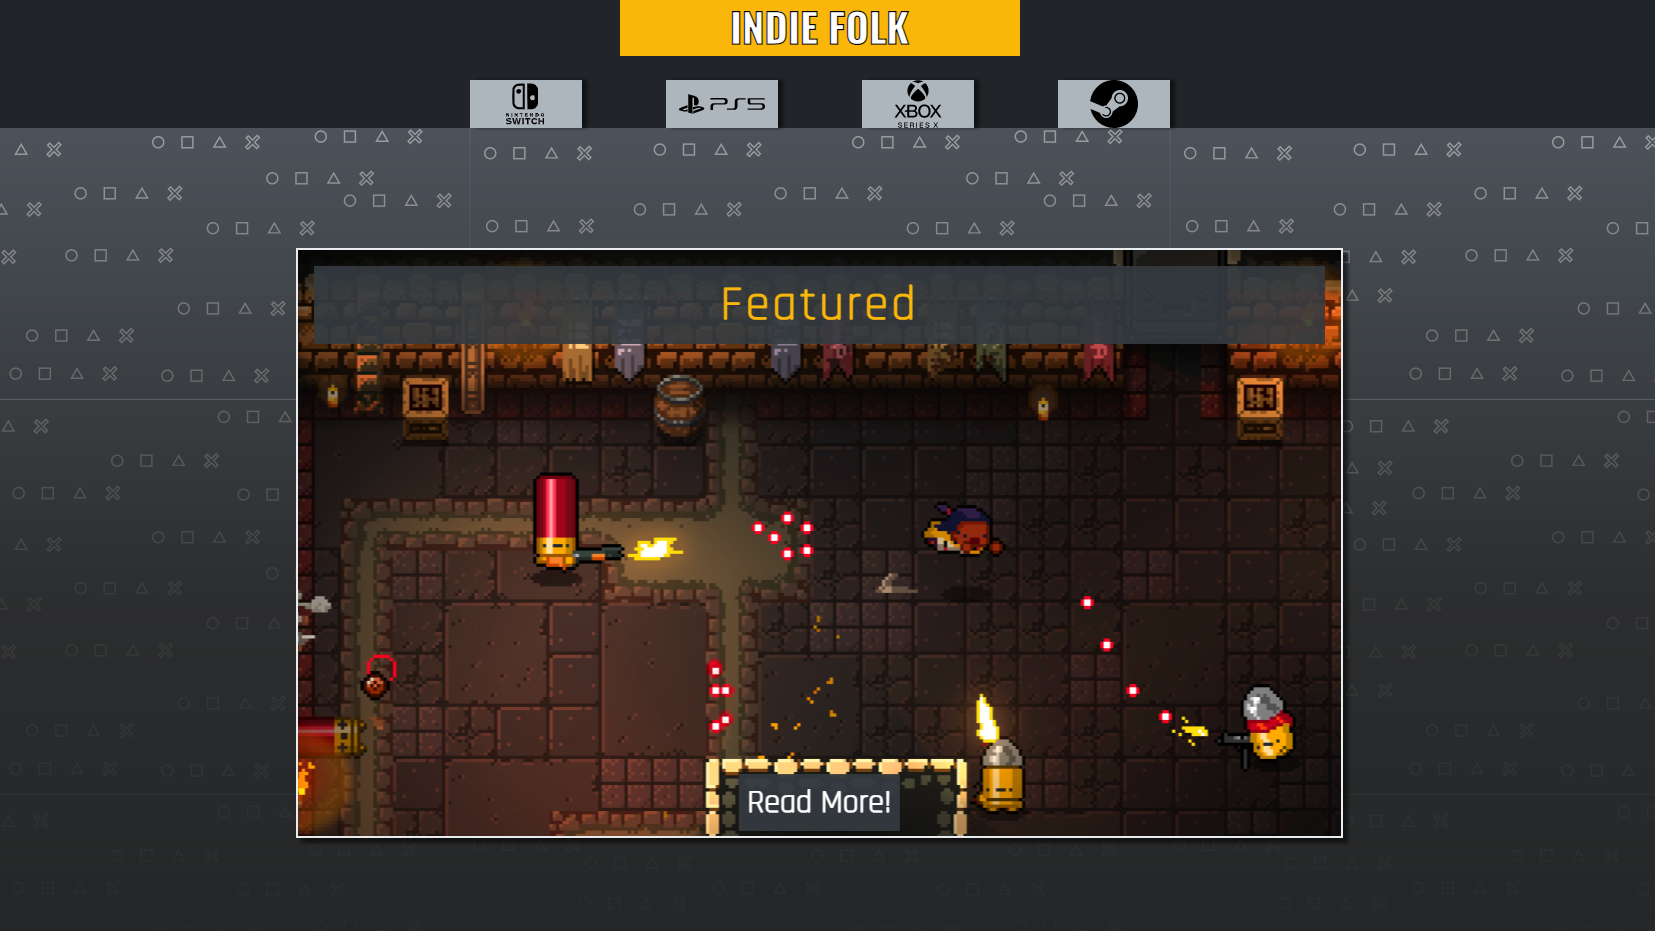 INDIE FOLK
NINTENDO
SWITCH
PS5
XBOX
SERIES X
Featured
Read More!